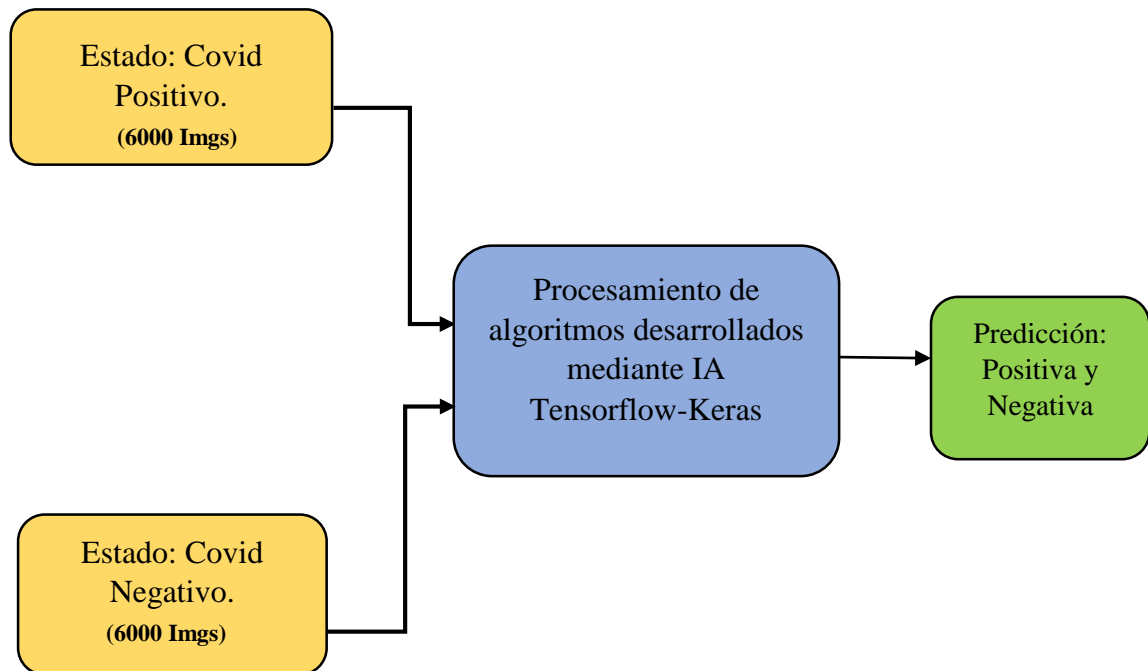 Estado: Covid
Positivo.
(6000 Imgs)
Procesamiento de
algoritmos desarrollados
mediante IA
Tensorflow-Keras
Predicción:
Positiva y
Negativa
Estado: Covid
Negativo.
(6000 Imgs)